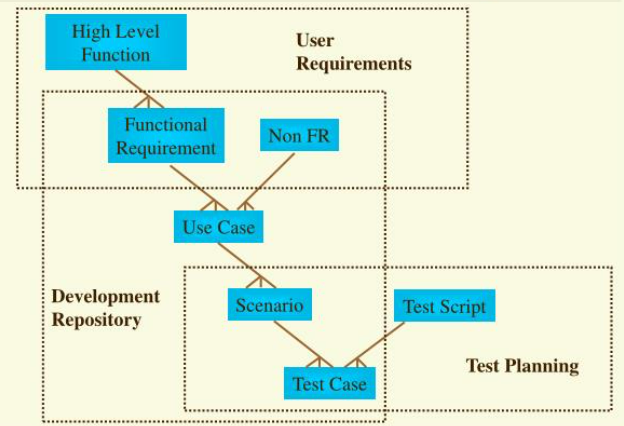 High Level
Function
User
Requirements
Functional
Requirement
Non FR
Use Case
Development
Repository
Scenario
Test Script
Test Case
Test Planning